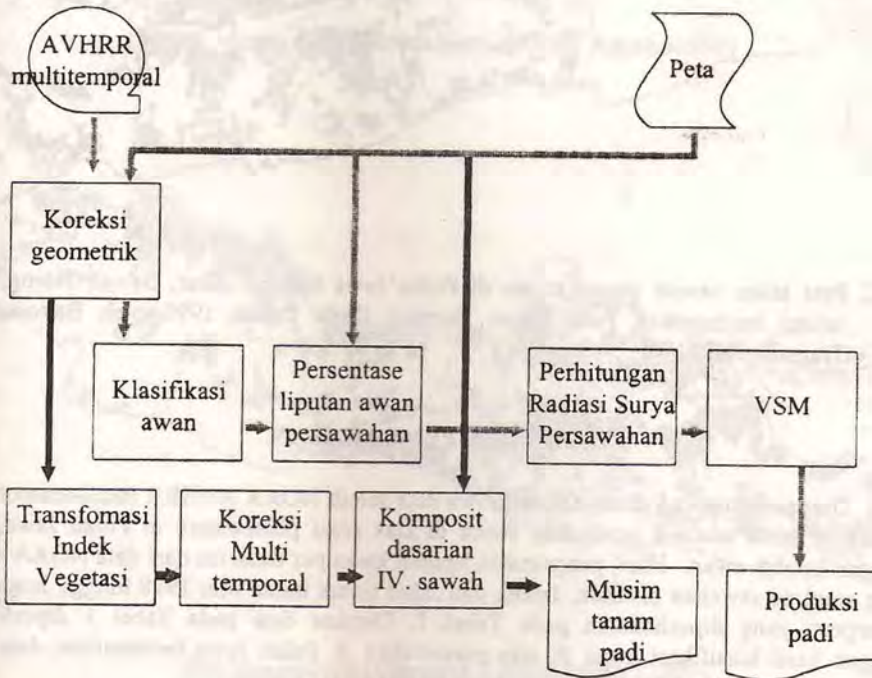 AVHRR
multitemporal
Peta
Koreksi
geometrik
Klasifikasi
awan
Persentase
liputan awan
persawahan
Perhitungan
Radiasi Surya
Persawahan
VSM
Transfomasi
Indek
Vegetasi
Koreksi
Multi
temporal
Komposit
dasarian
IV. sawah
Musim
tanam
padi
Produksi
padi